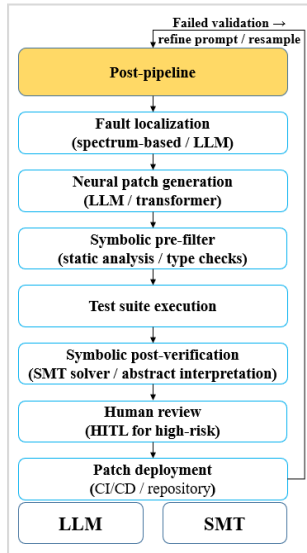 Failed validation →
refine prompt / resample
Post-pipeline
Fault localization
(spectrum-based / LLM)
Neural patch generation
(LLM / transformer)
Symbolic pre-filter
(static analysis / type checks)
Test suite execution
Symbolic post-verification
(SMT solver / abstract interpretation)
Human review
(HITL for high-risk)
Patch deployment
(CI/CD / repository)
LLM
SMT